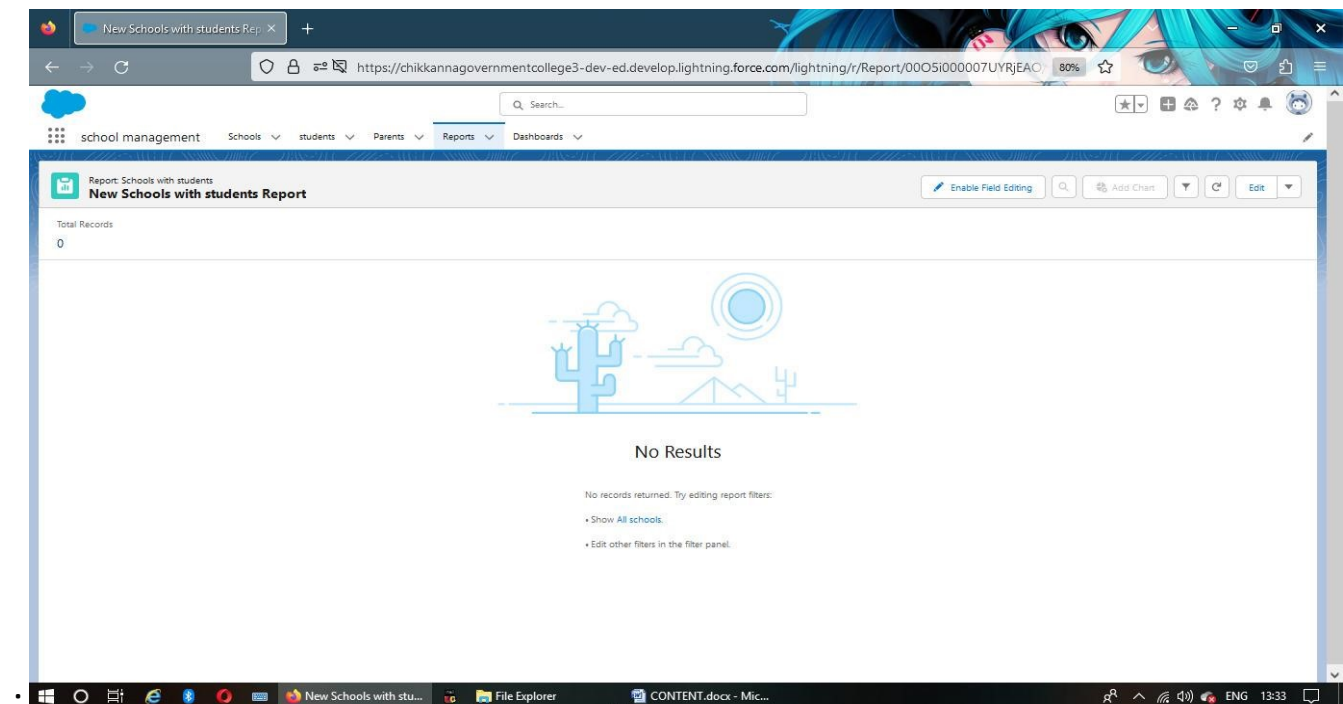 New Schools with students Rep
https://chikkannagovernmentcollege3-dev-ed.develop.lightning.force.com/lightning/r/Report/00O5i000007UYRjEAO
80%
Search...
school management
Schools
students
Parents
Reports
Dashboards
Report: Schools with students
New Schools with students Report
Enable Field Editing
Add Chart
Edit
Total Records
0
No Results
No records returned. Try editing report filters:
• Show All schools.
• Edit other filters in the filter panel.
New Schools with stu...
File Explorer
CONTENT.docx - Mic...
ENG
13:33